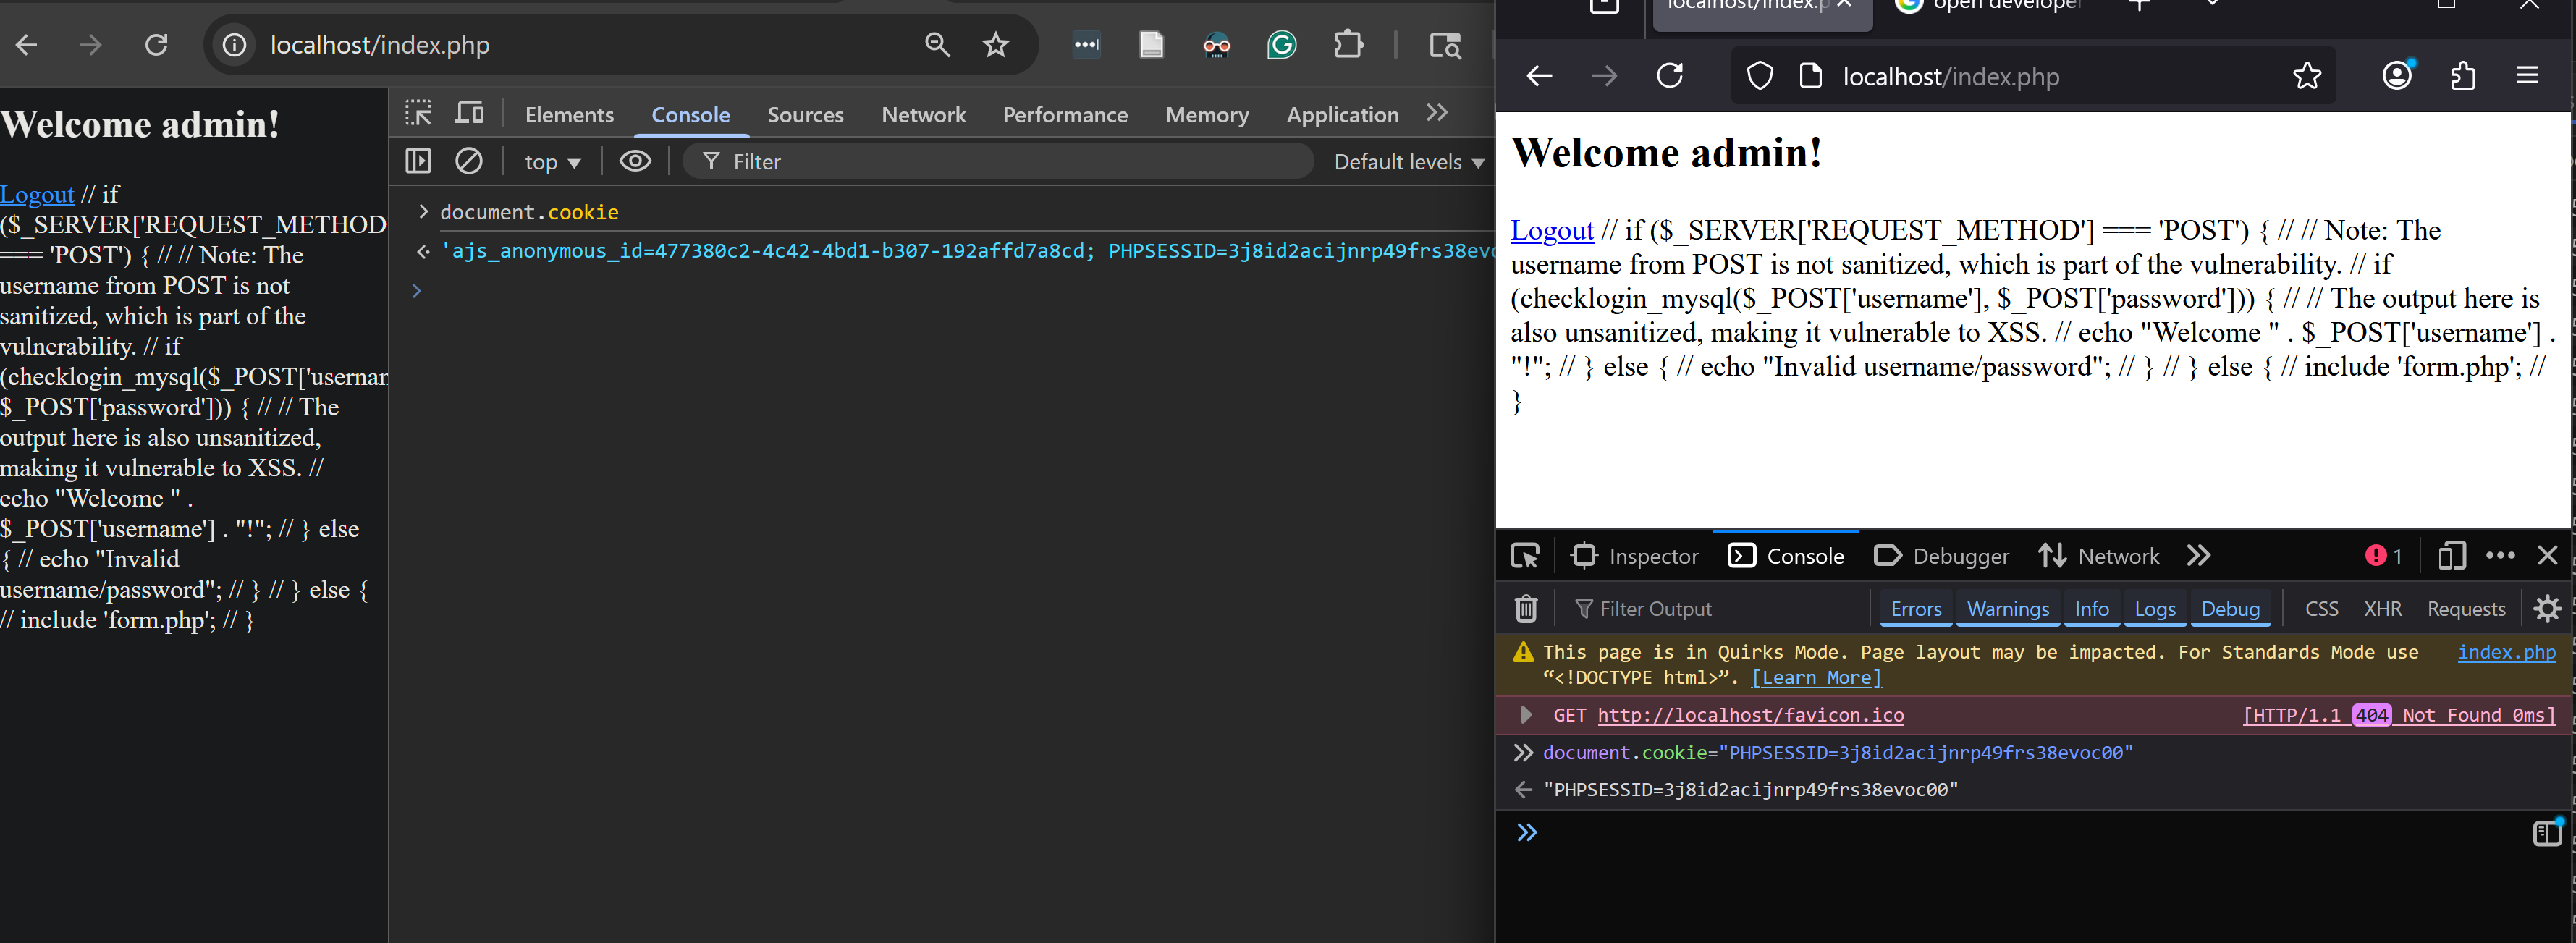 localhost/index.php
Welcome admin!
Logout // if
($_SERVER['REQUEST_METHOD
=== 'POST') { // // Note: The
username from POST is not
sanitized, which is part of the
vulnerability. // if
(checklogin_mysql($_POST['usernar
$_POST['password'])) { // // The
output here is also unsanitized,
making it vulnerable to XSS. //
echo "Welcome " .
$_POST['username'] . "!"; // } else
{ // echo "Invalid
username/password"; // } // } else {
// include 'form.php'; // }
Elements Console Sources Network Performance Memory Application
top Filter Default levels
document.cookie
'ajs_anonymous_id=477380c2-4c42-4bd1-b307-192affd7a8cd; PHPSESSID=3j8id2acijnrp49frs38evo
localhost/index.p open developer
localhost/index.php
Welcome admin!
Logout // if ($_SERVER['REQUEST_METHOD'] === 'POST') { // // Note: The
username from POST is not sanitized, which is part of the vulnerability. // if
(checklogin_mysql($_POST['username'], $_POST['password'])) { // // The output here is
also unsanitized, making it vulnerable to XSS. // echo "Welcome " . $_POST['username'] .
"!"; // } else { // echo "Invalid username/password"; // } // } else { // include 'form.php'; //
}
Inspector Console Debugger Network 1
Filter Output Errors Warnings Info Logs Debug CSS XHR Requests
This page is in Quirks Mode. Page layout may be impacted. For Standards Mode use index.php
“<!DOCTYPE html>”. [Learn More]
GET http://localhost/favicon.ico [HTTP/1.1 404 Not Found 0ms]
document.cookie="PHPSESSID=3j8id2acijnrp49frs38evoc00"
"PHPSESSID=3j8id2acijnrp49frs38evoc00"